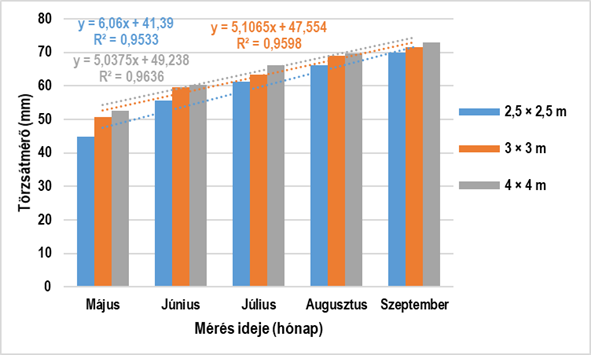 y = 6,06x + 41,39
R² = 0,9533
y = 5,1065x + 47,554
R² = 0,9598
y = 5,0375x + 49,238
R² = 0,9636
Törzsátmérő (mm)
80
70
60
50
40
30
20
10
0
Május
Június
Július
Augusztus
Szeptember
Mérés ideje (hónap)
2,5 × 2,5 m
3 × 3 m
4 × 4 m